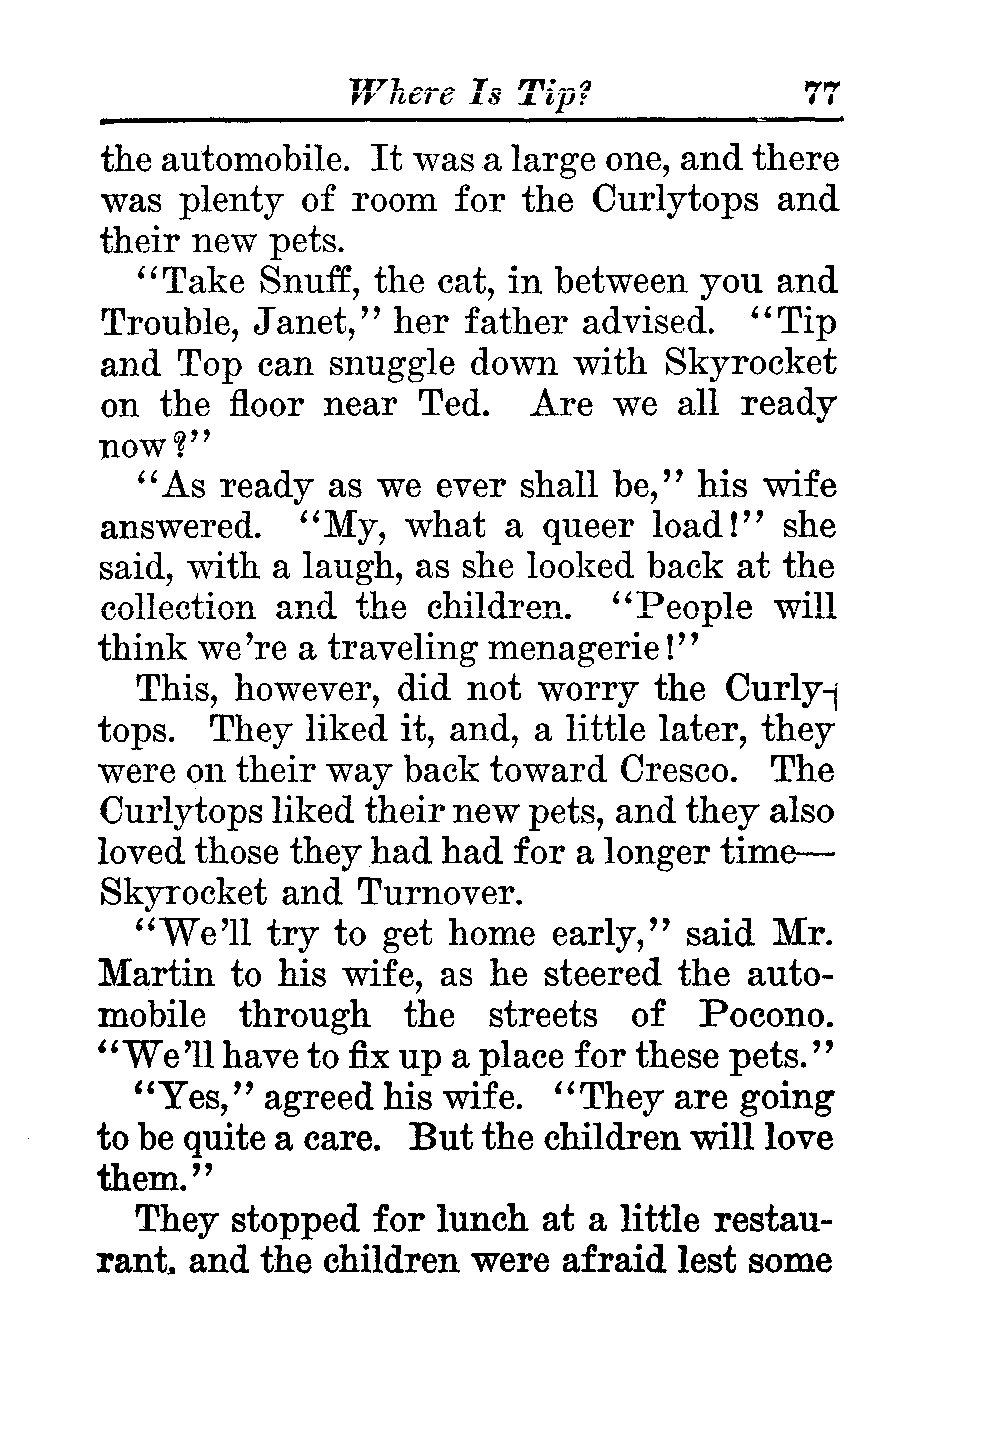 Where Is Tip? 77
the automobile. It was a large one, and there
was plenty of room for the Curlytops and
their new pets.
"Take Snuff, the cat, in between you and
Trouble, Janet," her father advised. "Tip
and Top can snuggle down with Skyrocket
on the floor near Ted. Are we all ready
now?"
"As ready as we ever shall be," his wife
answered. "My, what a queer load!" she
said, with a laugh, as she looked back at the
collection and the children. "People will
think we're a traveling menagerie!"
This, however, did not worry the Curly-
tops. They liked it, and, a little later, they
were on their way back toward Cresco. The
Curlytops liked their new pets, and they also
loved those they had had for a longer time—
Skyrocket and Turnover.
"We'll try to get home early," said Mr.
Martin to his wife, as he steered the auto-
mobile through the streets of Pocono.
"We'll have to fix up a place for these pets."
"Yes," agreed his wife. "They are going
to be quite a care. But the children will love
them."
They stopped for lunch at a little restau-
rant, and the children were afraid lest some